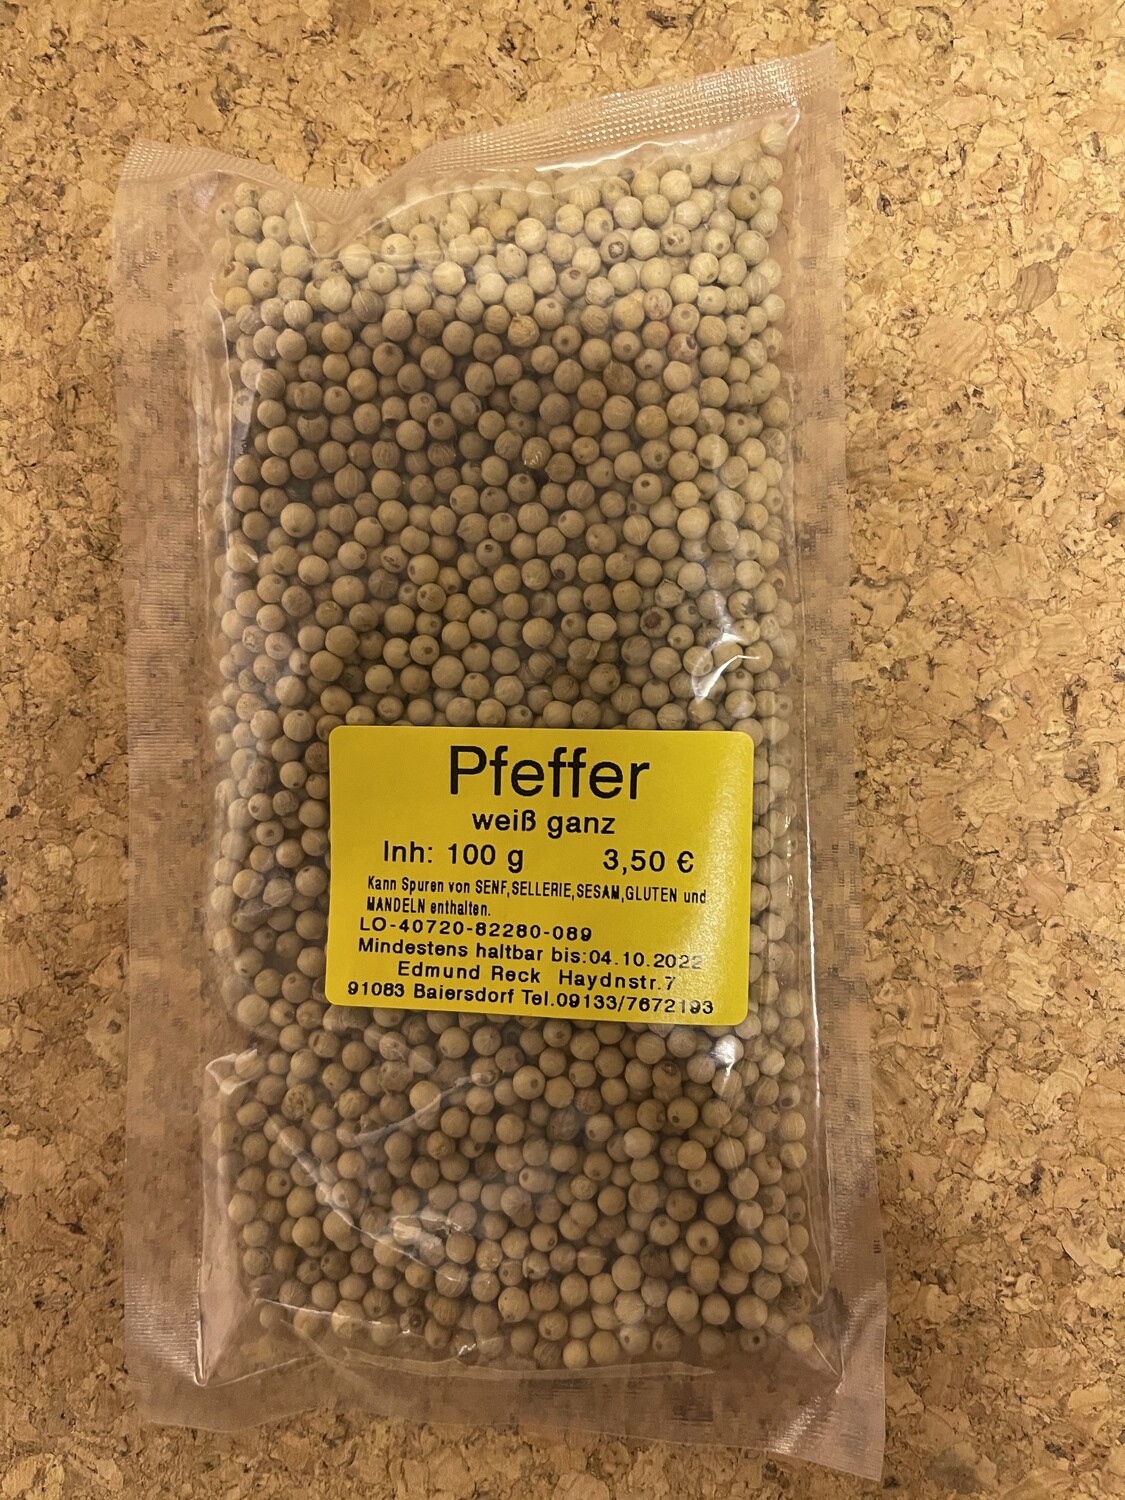 Pfeffer
weiß ganz
Inh: 100 g 3,50 €
Kann Spuren von SENF,SELLERIE,SESAM,GLUTEN und
MANDELN enthalten.
LO-40720-82280-089
Mindestens haltbar bis:04.10.2022
Edmund Reck Haydnstr.7
91083 Baiersdorf Tel.09133/7672193